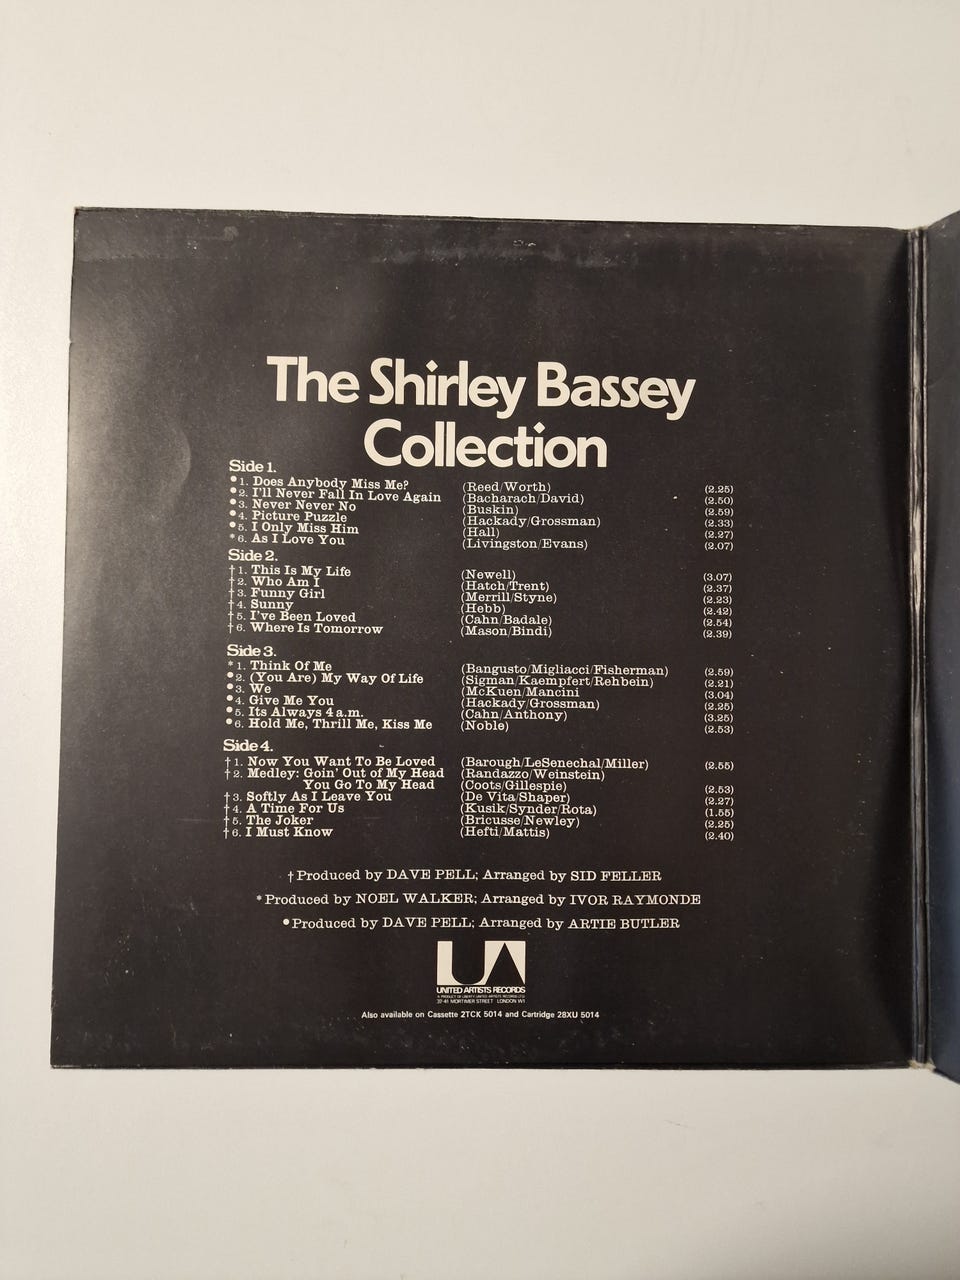 The Shirley Bassey
Collection
Side 1.
•1. Does Anybody Miss Me? (Reed/Worth) (2.25)
•2. I'll Never Fall In Love Again (Bacharach/David) (2.50)
•3. Never Never No (Buskin) (2.59)
•4. Picture Puzzle (Hackady/Grossman) (2.33)
•5. I Only Miss Him (Hall) (2.27)
*6. As I Love You (Livingston/Evans) (2.07)
Side 2.
†1. This Is My Life (Newell) (3.07)
†2. Who Am I (Hatch/Trent) (2.37)
†3. Funny Girl (Merrill/Styne) (2.23)
†4. Sunny (Hebb) (2.42)
†5. I've Been Loved (Cahn/Badale) (2.54)
†6. Where Is Tomorrow (Mason/Bindi) (2.39)
Side 3.
*1. Think Of Me (Bangusto/Migliacci/Fisherman) (2.59)
•2. (You Are) My Way Of Life (Sigman/Kaempfert/Rehbein) (2.21)
•3. We (McKuen/Mancini (3.04)
•4. Give Me You (Hackady/Grossman) (2.25)
•5. Its Always 4 a.m. (Cahn/Anthony) (3.25)
•6. Hold Me, Thrill Me, Kiss Me (Noble) (2.53)
Side 4.
†1. Now You Want To Be Loved (Barough/LeSenechal/Miller) (2.55)
†2. Medley: Goin' Out of My Head (Randazzo/Weinstein)
You Go To My Head (Coots/Gillespie) (2.53)
†3. Softly As I Leave You (De Vita/Shaper) (2.27)
†4. A Time For Us (Kusik/Synder/Rota) (1.55)
†5. The Joker (Bricusse/Newley) (2.25)
†6. I Must Know (Hefti/Mattis) (2.40)
†Produced by DAVE PELL; Arranged by SID FELLER
*Produced by NOEL WALKER; Arranged by IVOR RAYMONDE
•Produced by DAVE PELL; Arranged by ARTIE BUTLER
UA
UNITED ARTISTS RECORDS
A PRODUCT OF LIBERTY UNITED ARTISTS RECORDS LTD.
37-41 MORTIMER STREET LONDON W1
Also available on Cassette 2TCK 5014 and Cartridge 28XU 5014